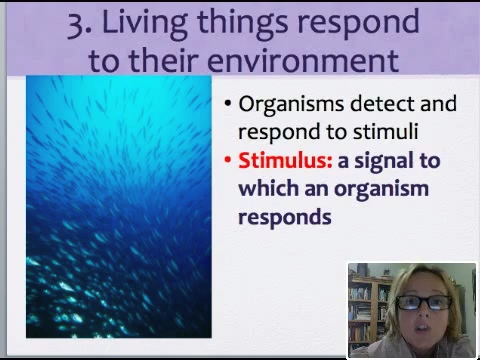 3. Living things respond
to their environment
• Organisms detect and
respond to stimuli
• Stimulus: a signal to
which an organism
responds